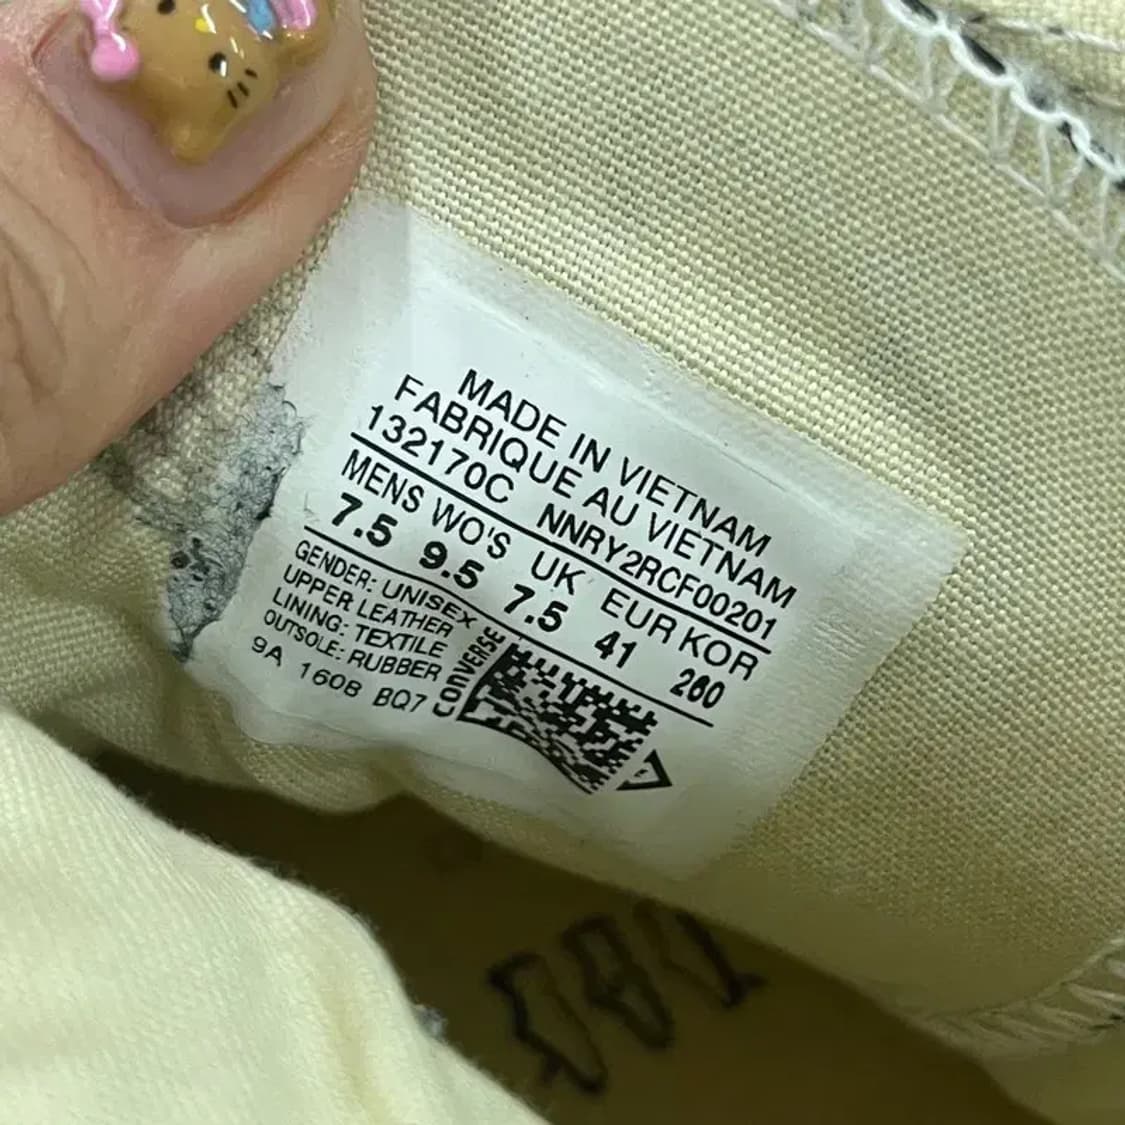 MADE IN VIETNAM
FABRIQUE AU VIETNAM
132170C NNRY2RCF00201
MENS WO'S UK EUR KOR
7.5 9.5 7.5 41 260
GENDER: UNISEX
UPPER: LEATHER
LINING: TEXTILE
OUTSOLE: RUBBER
9A 160B BQ7
CONVERSE